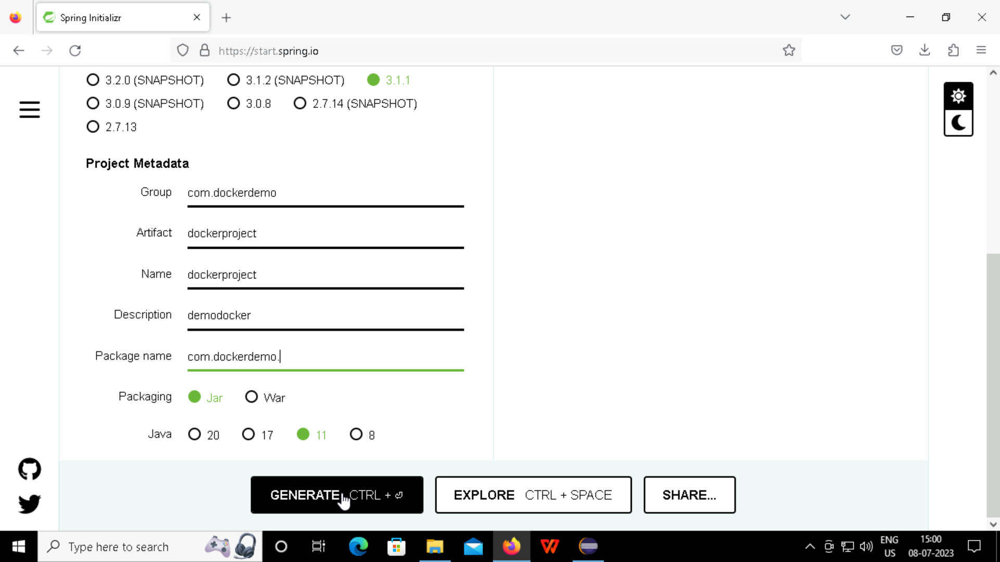 Spring Initializr
https://start.spring.io
3.2.0 (SNAPSHOT) 3.1.2 (SNAPSHOT) 3.1.1
3.0.9 (SNAPSHOT) 3.0.8 2.7.14 (SNAPSHOT)
2.7.13
Project Metadata
Group com.dockerdemo
Artifact dockerproject
Name dockerproject
Description demodocker
Package name com.dockerdemo.
Packaging Jar War
Java 20 17 11 8
GENERATE CTRL + ⏎ EXPLORE CTRL + SPACE SHARE...
Type here to search
ENG 15:00
US 08-07-2023